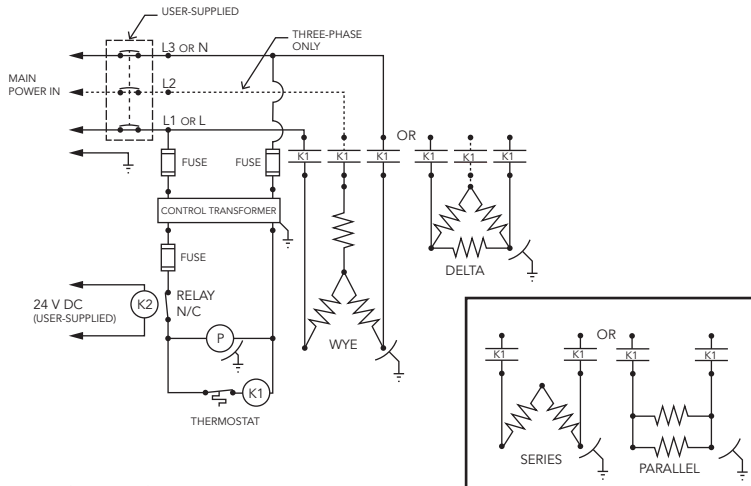 USER-SUPPLIED
L3 OR N
THREE-PHASE
ONLY
MAIN
POWER IN
L2
L1 OR L
OR
FUSE
FUSE
K1
K1
K1
K1
K1
K1
CONTROL TRANSFORMER
DELTA
FUSE
24 V DC
(USER-SUPPLIED)
K2
RELAY
N/C
P
WYE
K1
THERMOSTAT
OR
K1
K1
K1
K1
SERIES
PARALLEL